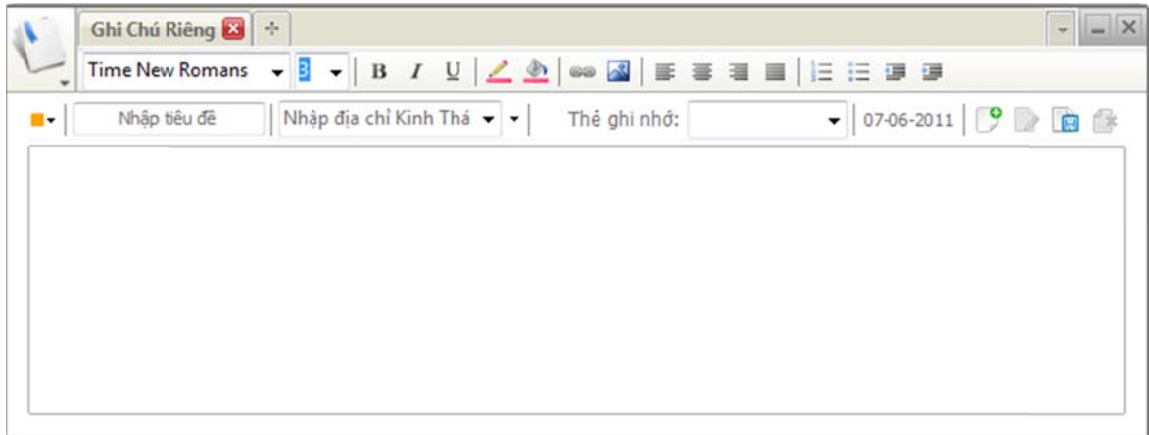 Ghi Chú Riêng
Time New Romans 3 B I U
Nhập tiêu đề Nhập địa chỉ Kinh Thá Thẻ ghi nhớ: 07-06-2011